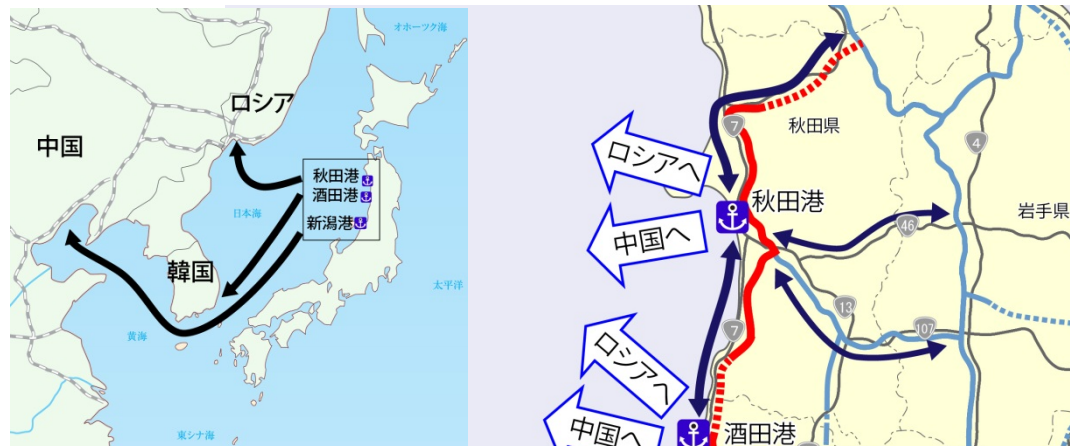 オホーツク海
ロシア
中国
秋田港
酒田港
新潟港
日本海
韓国
太平洋
黄海
東シナ海
7
秋田県
4
ロシアへ
秋田港
岩手県
46
中国へ
13
7
107
ロシアへ
中国へ
酒田港